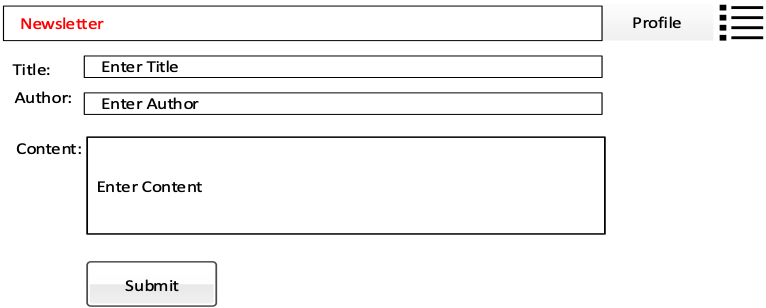 Newsletter Profile
Title: Enter Title
Author: Enter Author
Content: Enter Content
Submit